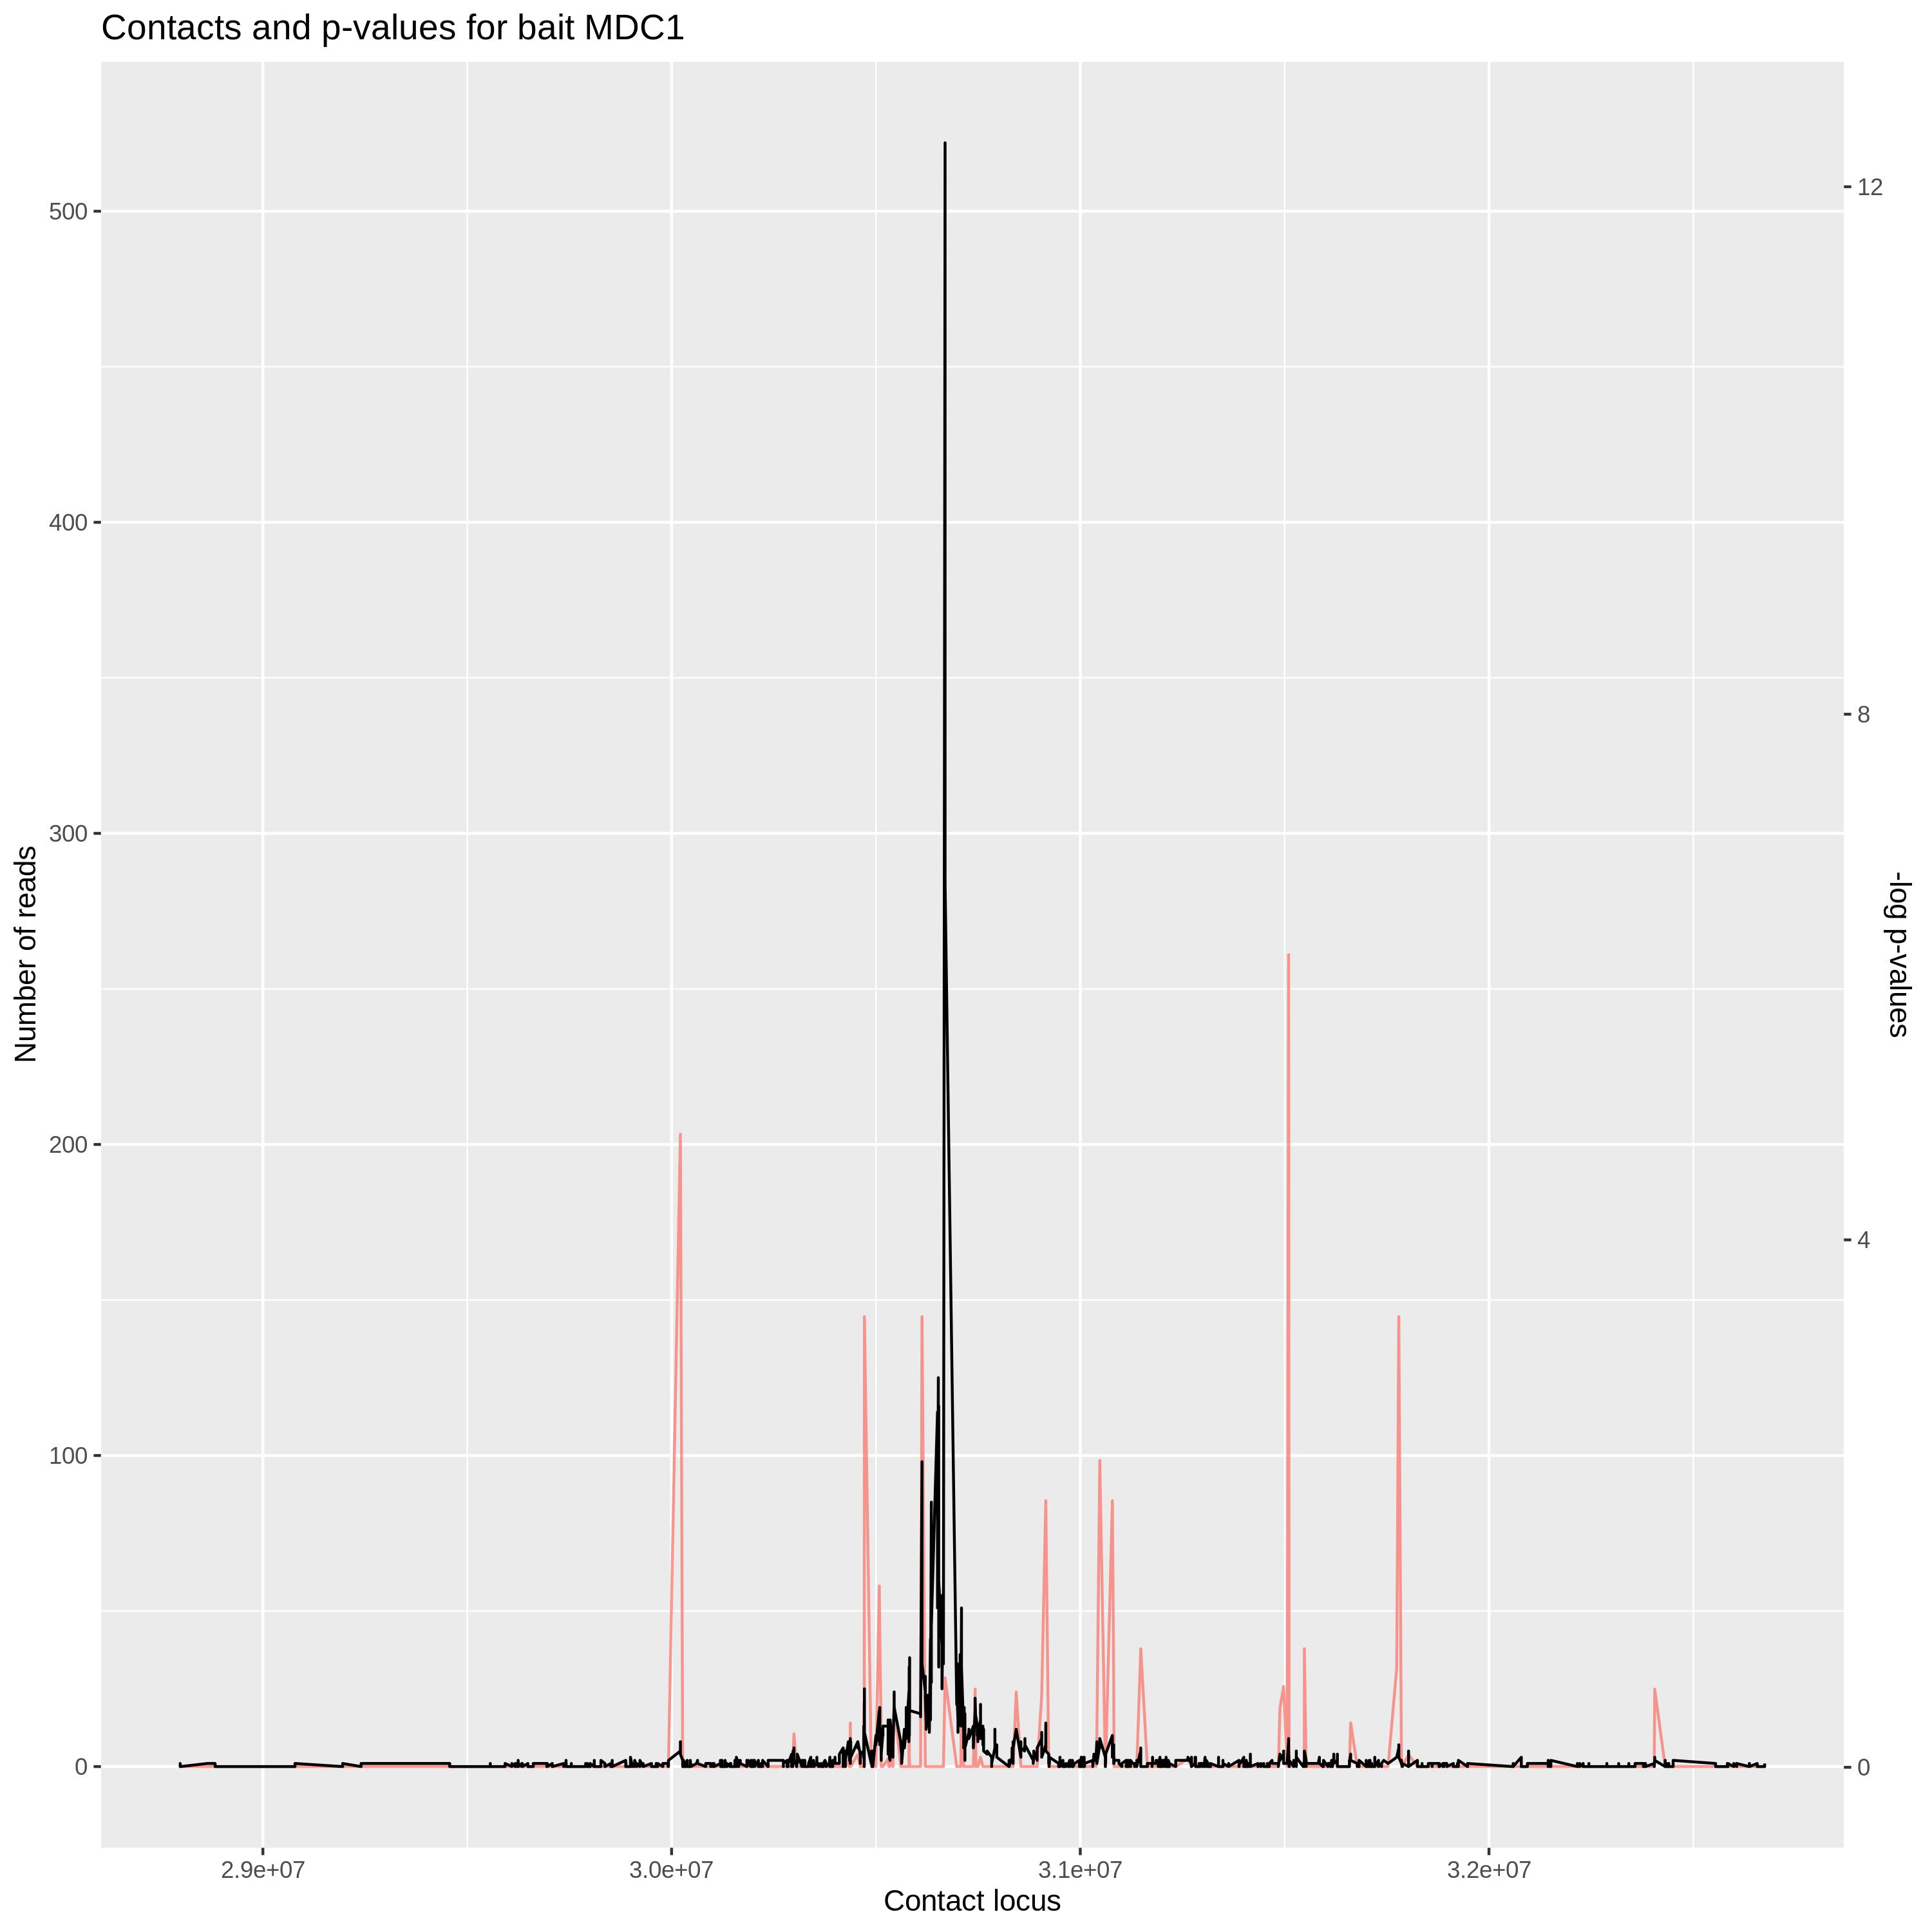 Contacts and p-values for bait MDC1
500
400
300
200
100
0
Number of reads
12
8
4
0
-log p-values
2.9e+07
3.0e+07
3.1e+07
3.2e+07
Contact locus